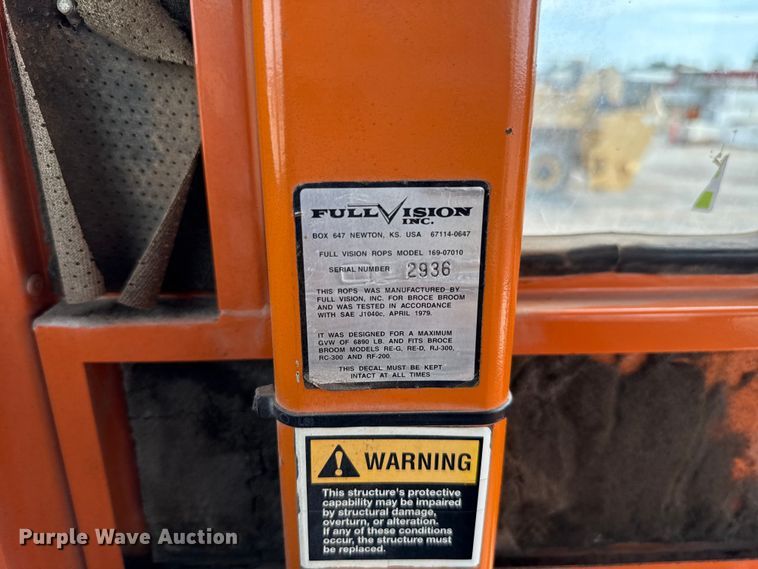 FULL VISION
INC.
BOX 647 NEWTON, KS. USA 67114-0647
FULL VISION ROPS MODEL 169-07010
SERIAL NUMBER 2936
THIS ROPS WAS MANUFACTURED BY
FULL VISION, INC. FOR BROCE BROOM
AND WAS TESTED IN ACCORDANCE
WITH SAE J1040c, APRIL 1979.
IT WAS DESIGNED FOR A MAXIMUM
GVW OF 6890 LB. AND FITS BROCE
BROOM MODELS RE-G, RE-D, RJ-300,
RC-300 AND RF-200.
THIS DECAL MUST BE KEPT
INTACT AT ALL TIMES
WARNING
This structure's protective
capability may be impaired
by structural damage,
overturn, or alteration.
If any of these conditions
occur, the structure must
be replaced.
Purple Wave Auction